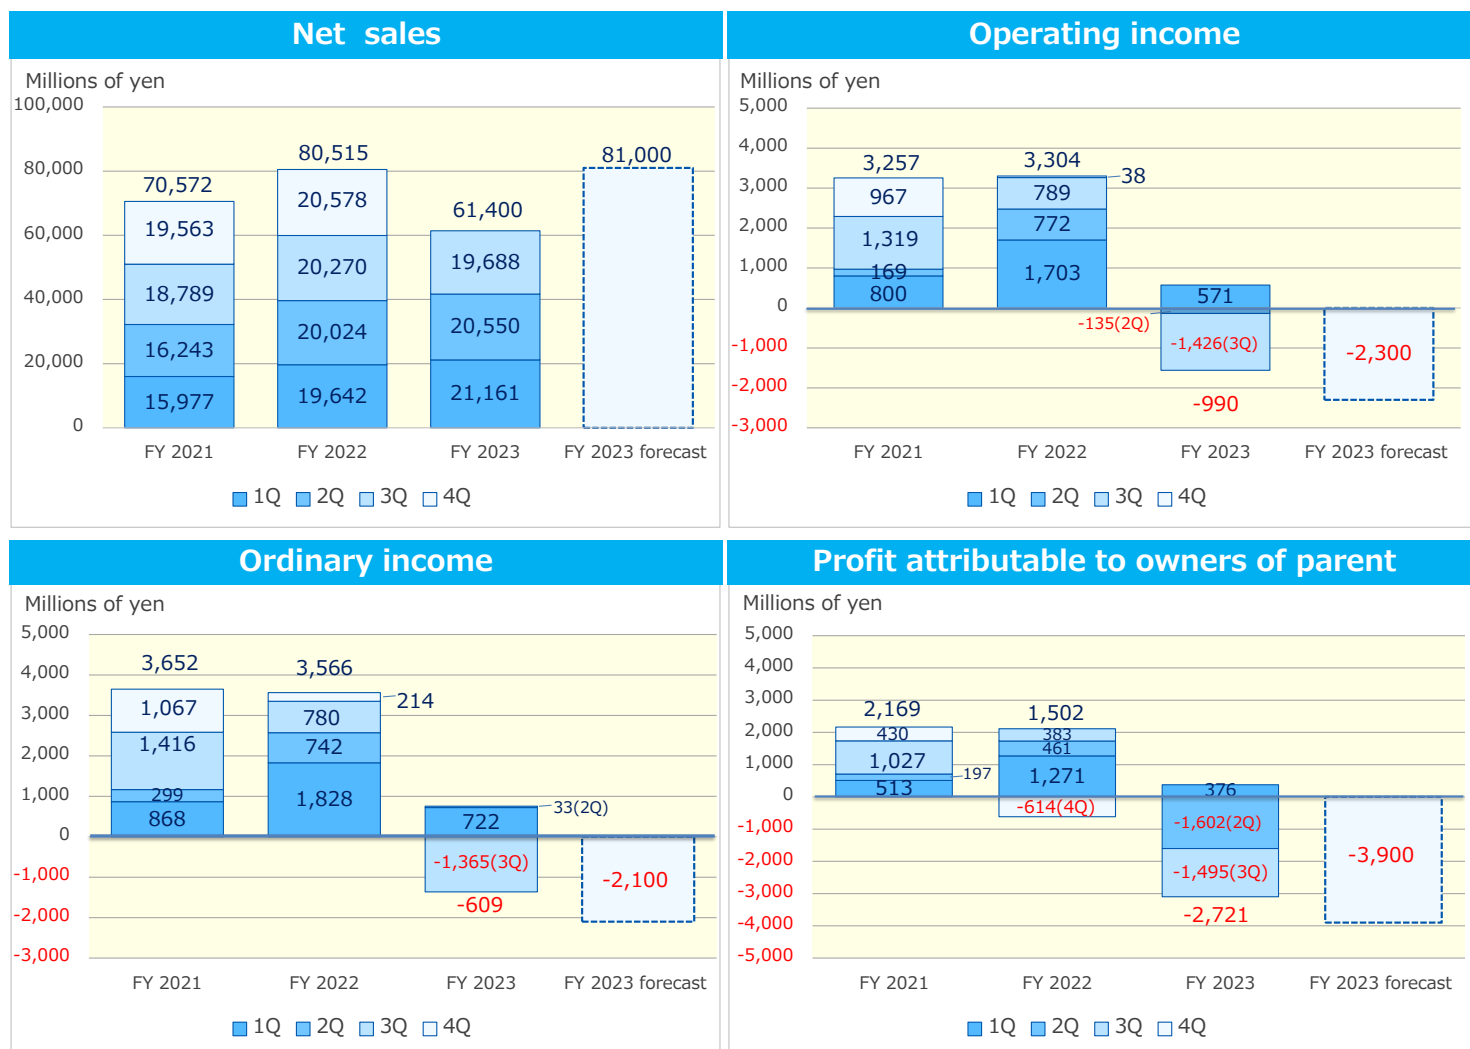 Net sales
Millions of yen
100,000
80,000
60,000
40,000
20,000
0
70,572
19,563
18,789
16,243
15,977
80,515
20,578
20,270
20,024
19,642
61,400
19,688
20,550
21,161
81,000
FY 2021
FY 2022
FY 2023
FY 2023 forecast
1Q 2Q 3Q 4Q
Operating income
Millions of yen
5,000
4,000
3,000
2,000
1,000
0
-1,000
-2,000
-3,000
3,257
967
1,319
169
800
3,304
38
789
772
1,703
571
-135(2Q)
-1,426(3Q)
-990
-2,300
FY 2021
FY 2022
FY 2023
FY 2023 forecast
1Q 2Q 3Q 4Q
Ordinary income
Millions of yen
5,000
4,000
3,000
2,000
1,000
0
-1,000
-2,000
-3,000
3,652
1,067
1,416
299
868
3,566
214
780
742
1,828
33(2Q)
722
-1,365(3Q)
-609
-2,100
FY 2021
FY 2022
FY 2023
FY 2023 forecast
1Q 2Q 3Q 4Q
Profit attributable to owners of parent
Millions of yen
5,000
4,000
3,000
2,000
1,000
0
-1,000
-2,000
-3,000
-4,000
-5,000
2,169
430
1,027
197
513
1,502
383
461
1,271
-614(4Q)
376
-1,602(2Q)
-1,495(3Q)
-2,721
-3,900
FY 2021
FY 2022
FY 2023
FY 2023 forecast
1Q 2Q 3Q 4Q